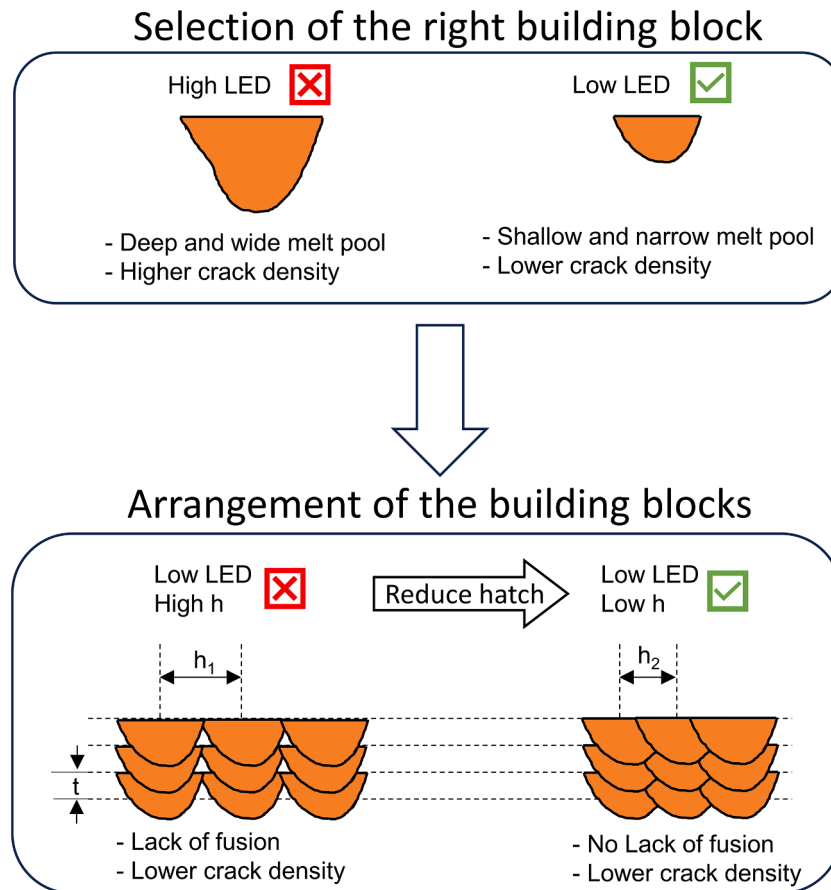 Selection of the right building block
High LED
Low LED
- Deep and wide melt pool
- Higher crack density
- Shallow and narrow melt pool
- Lower crack density
Arrangement of the building blocks
Low LED
High h
Reduce hatch
Low LED
Low h
h₁
h₂
t
- Lack of fusion
- Lower crack density
- No Lack of fusion
- Lower crack density